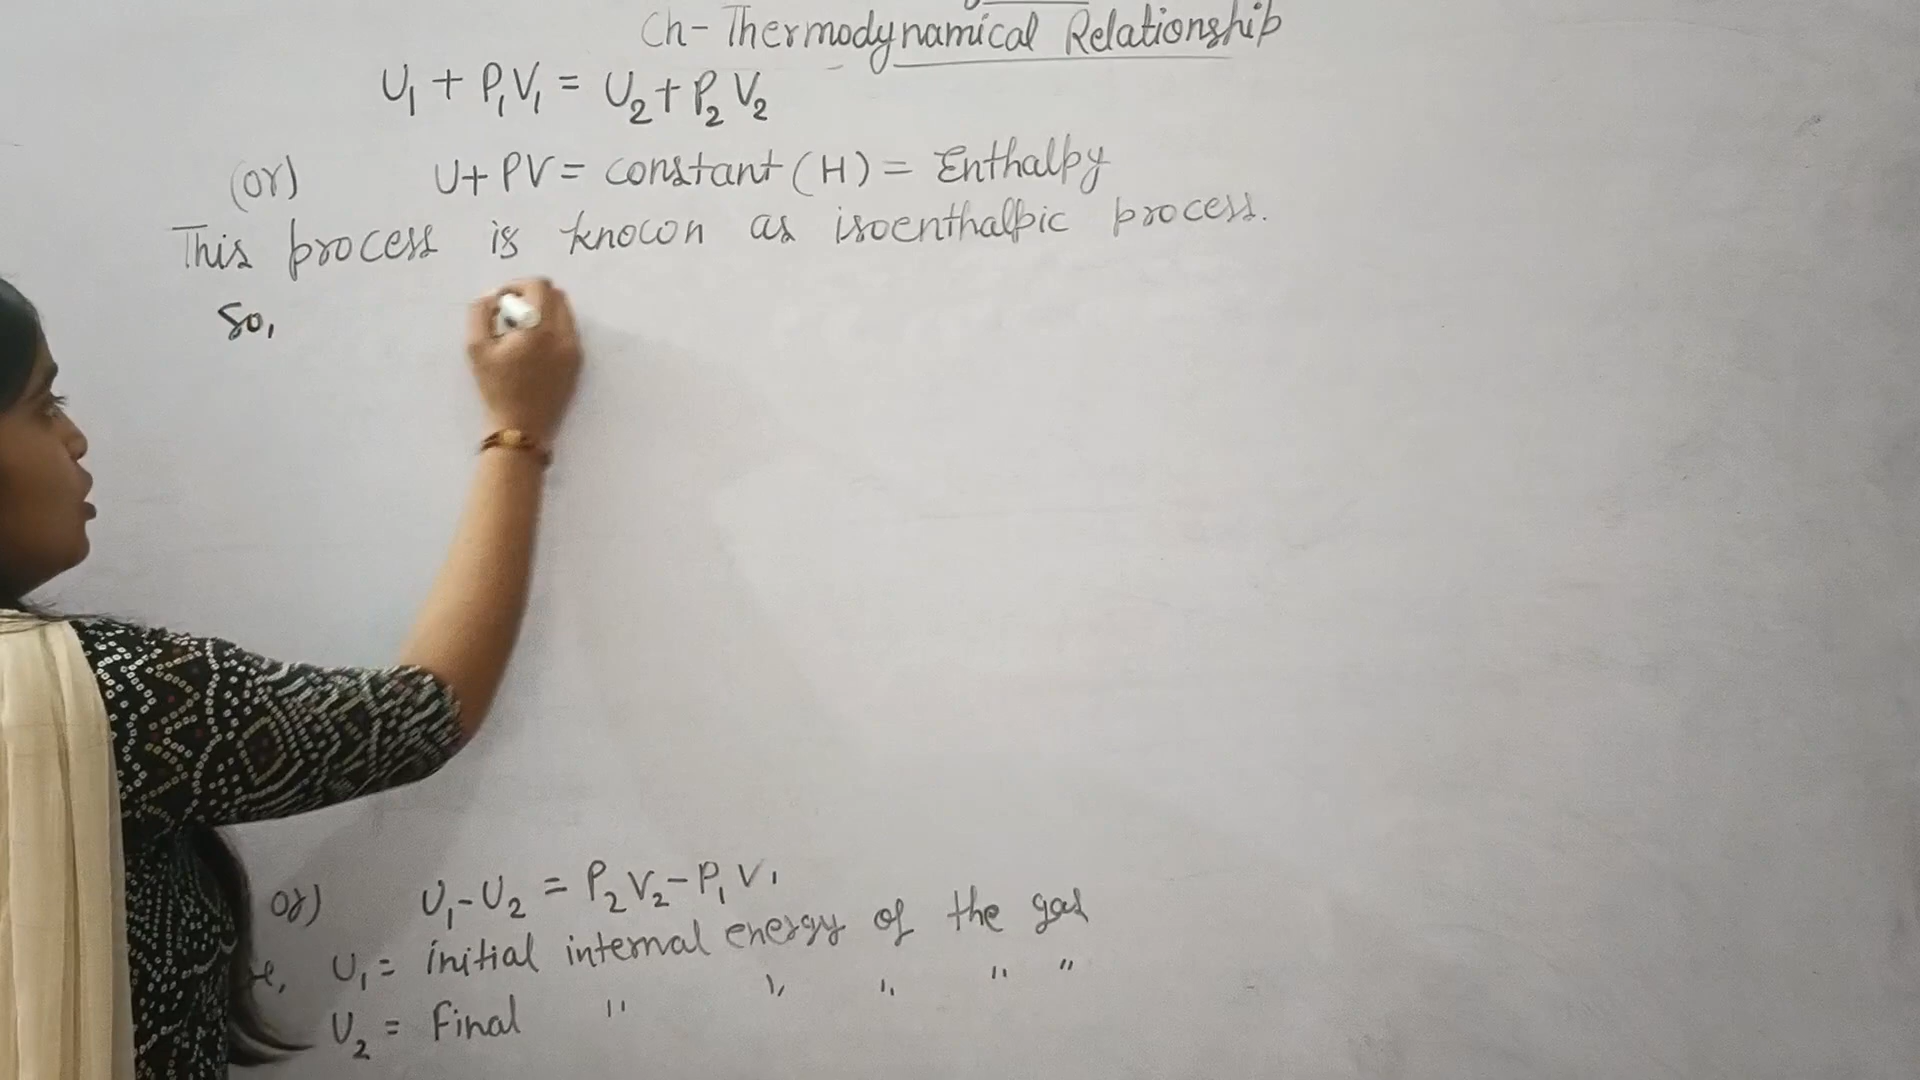 Ch- Thermodynamical Relationship
U₁ + P₁V₁ = U₂ + P₂V₂
(or) U + PV = constant (H) = Enthalpy
This process is known as isoenthalpic process.
So,
or) U₁ - U₂ = P₂V₂ - P₁V₁
e, U₁ = initial internal energy of the gas
U₂ = Final " " " " "